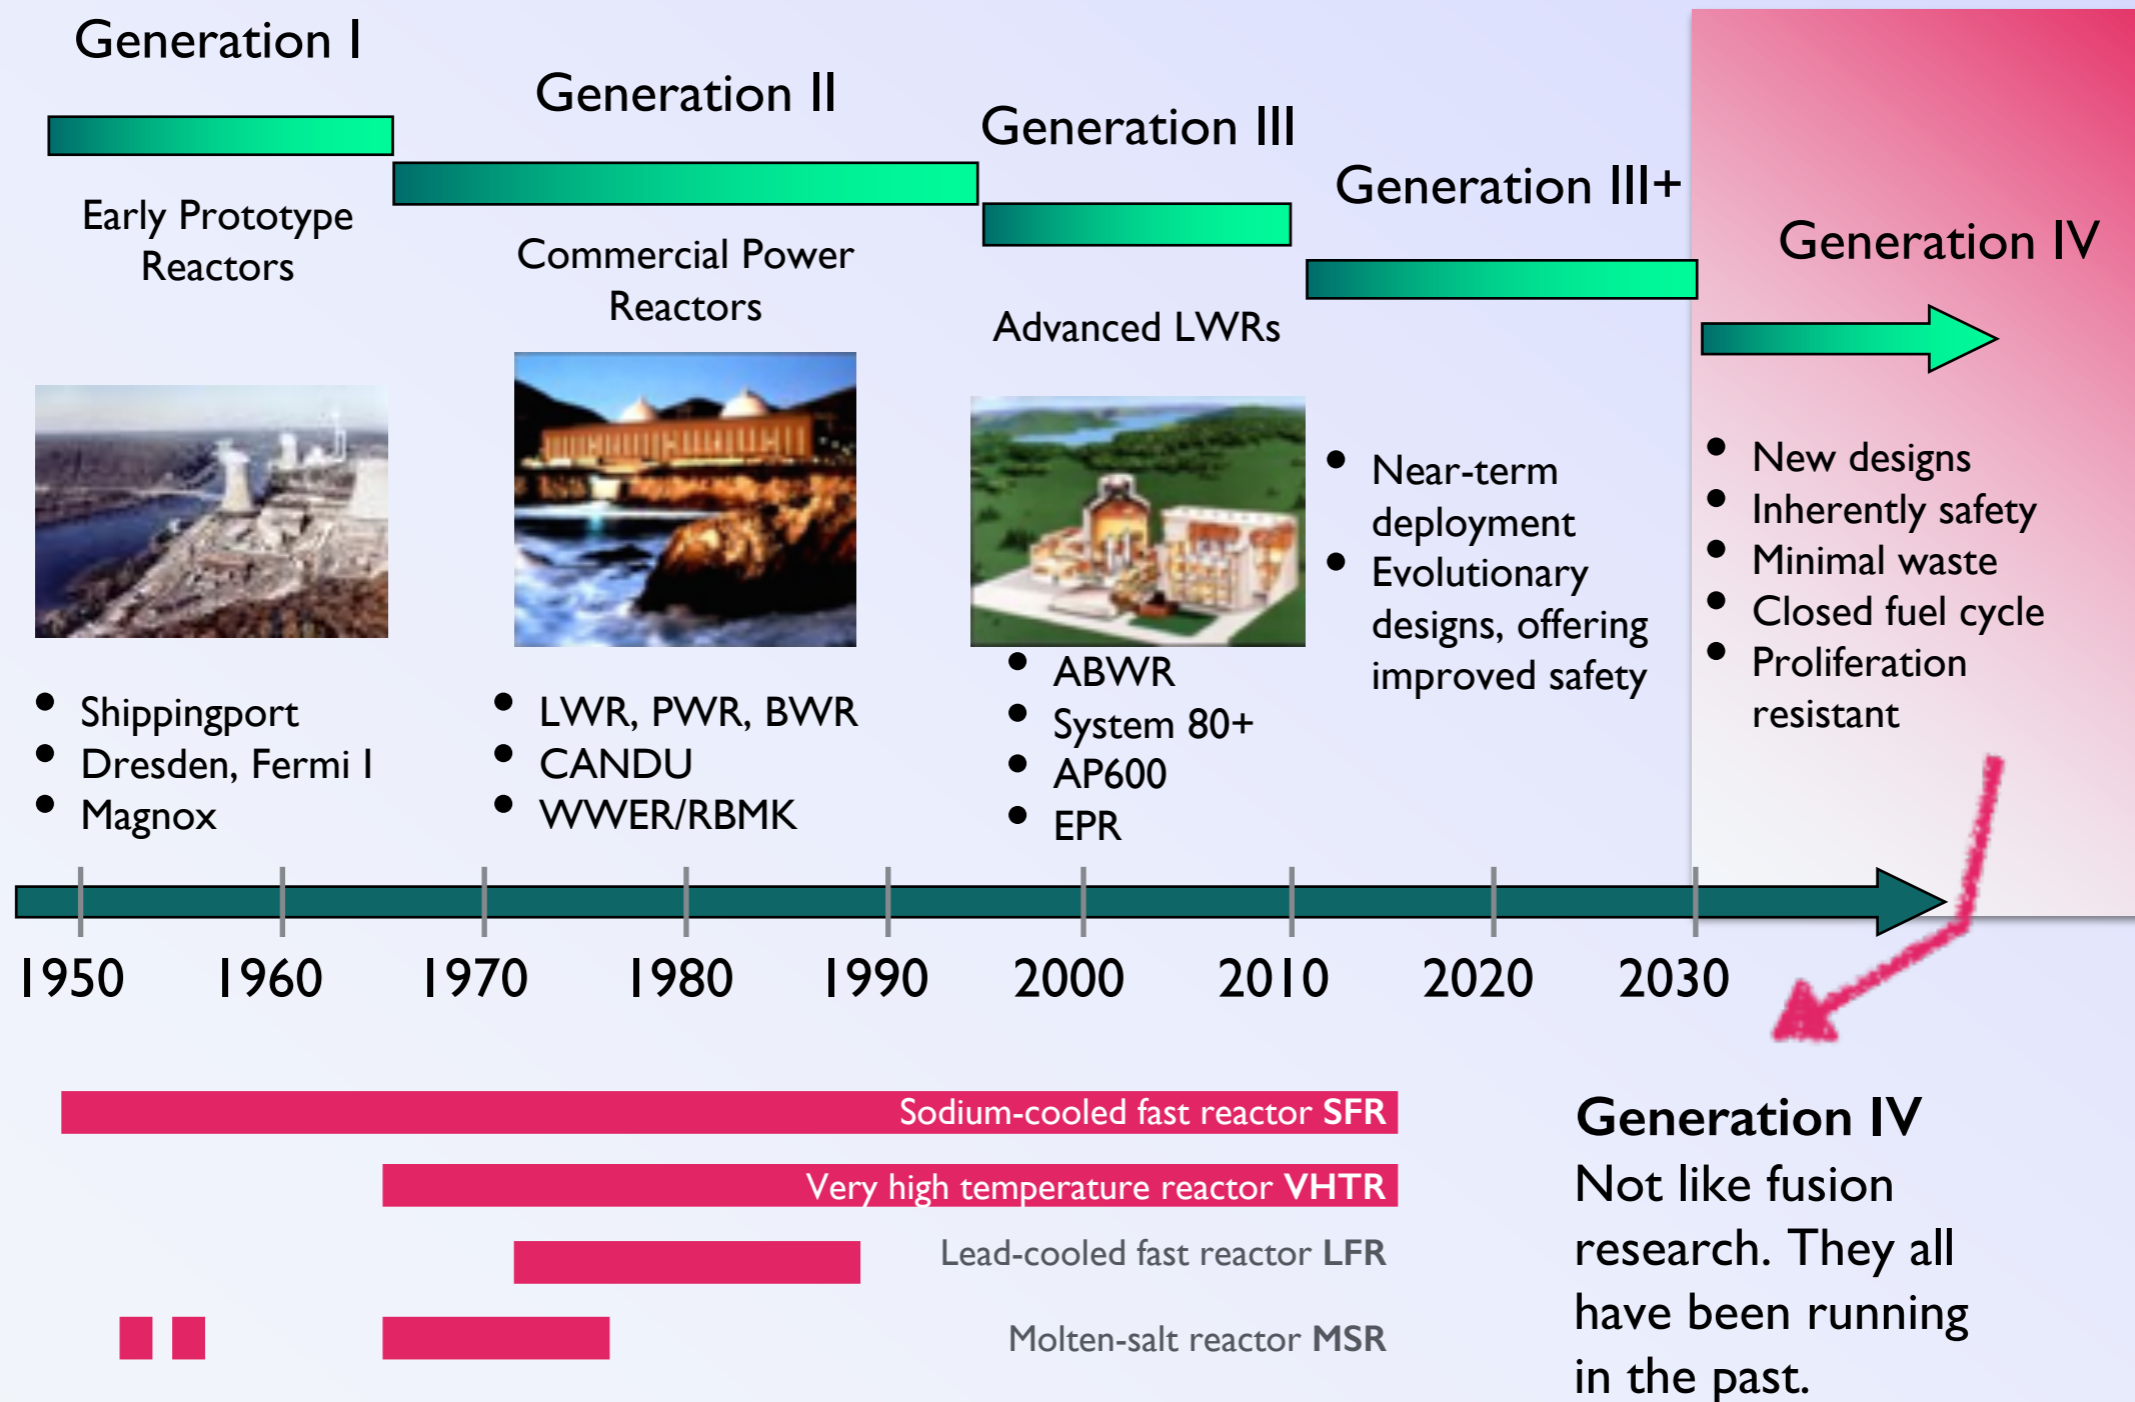 Generation I
Early Prototype
Reactors
• Shippingport
• Dresden, Fermi I
• Magnox
Generation II
Commercial Power
Reactors
• LWR, PWR, BWR
• CANDU
• WWER/RBMK
Generation III
Advanced LWRs
• ABWR
• System 80+
• AP600
• EPR
Generation III+
• Near-term
deployment
• Evolutionary
designs, offering
improved safety
Generation IV
• New designs
• Inherently safety
• Minimal waste
• Closed fuel cycle
• Proliferation
resistant
1950 1960 1970 1980 1990 2000 2010 2020 2030
Sodium-cooled fast reactor SFR
Very high temperature reactor VHTR
Lead-cooled fast reactor LFR
Molten-salt reactor MSR
Generation IV
Not like fusion
research. They all
have been running
in the past.